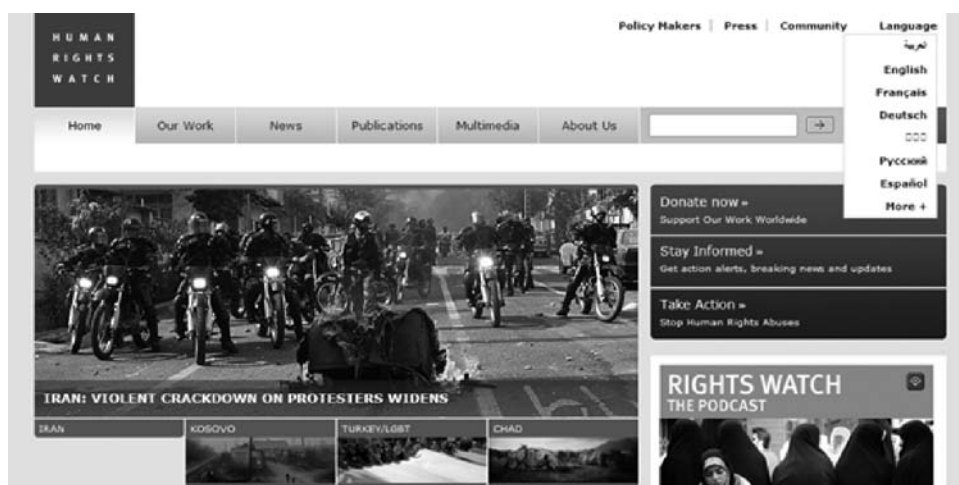 HUMAN
RIGHTS
WATCH
Policy Makers Press Community Language
العربية
English
Français
Deutsch
Русский
Español
More +
Home Our Work News Publications Multimedia About Us
Donate now »
Support Our Work Worldwide
Stay Informed »
Get action alerts, breaking news and updates
Take Action »
Stop Human Rights Abuses
IRAN: VIOLENT CRACKDOWN ON PROTESTERS WIDENS
IRAN KOSOVO TURKEY/LGBT CHAD
RIGHTS WATCH
THE PODCAST